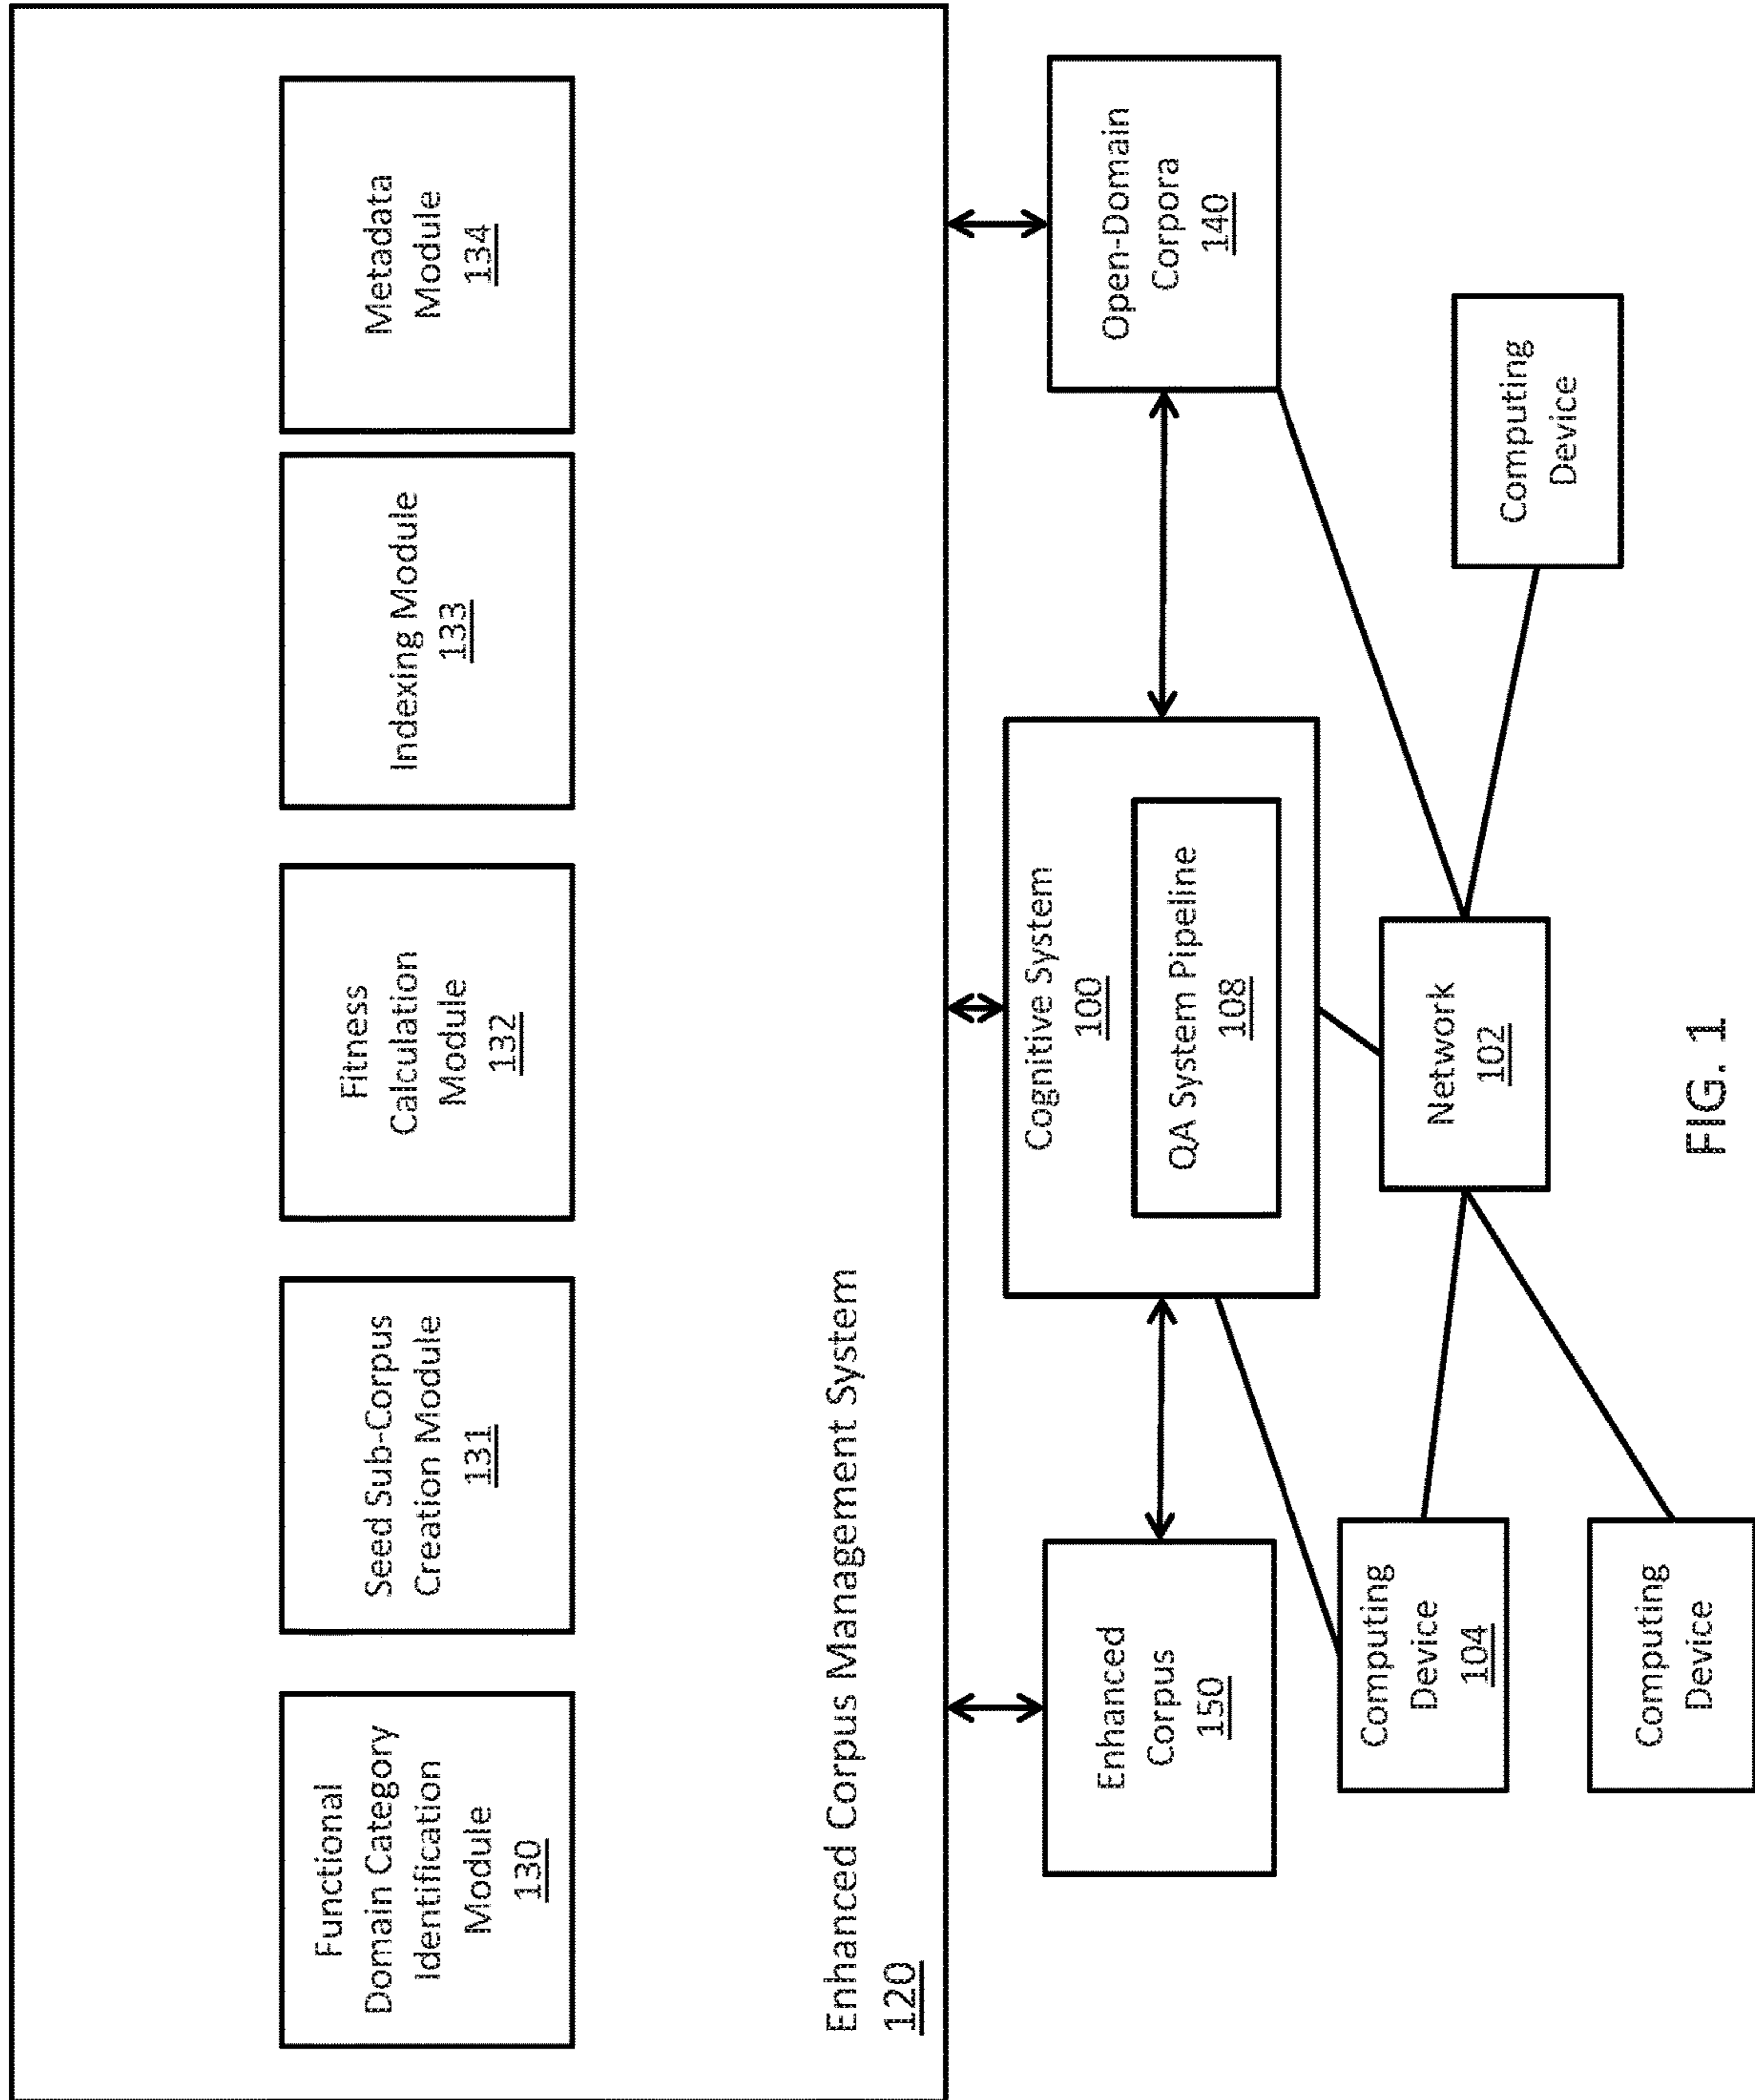 Functional
Domain Category
Identification
Module
130
Seed Sub-Corpus
Creation Module
131
Fitness
Calculation
Module
132
Indexing Module
133
Metadata
Module
134
Enhanced Corpus Management System
120
Enhanced
Corpus
150
Cognitive System
100
QA System Pipeline
108
Open-Domain
Corpora
140
Computing
Device
104
Network
102
Computing
Device
Computing
Device
FIG. 1